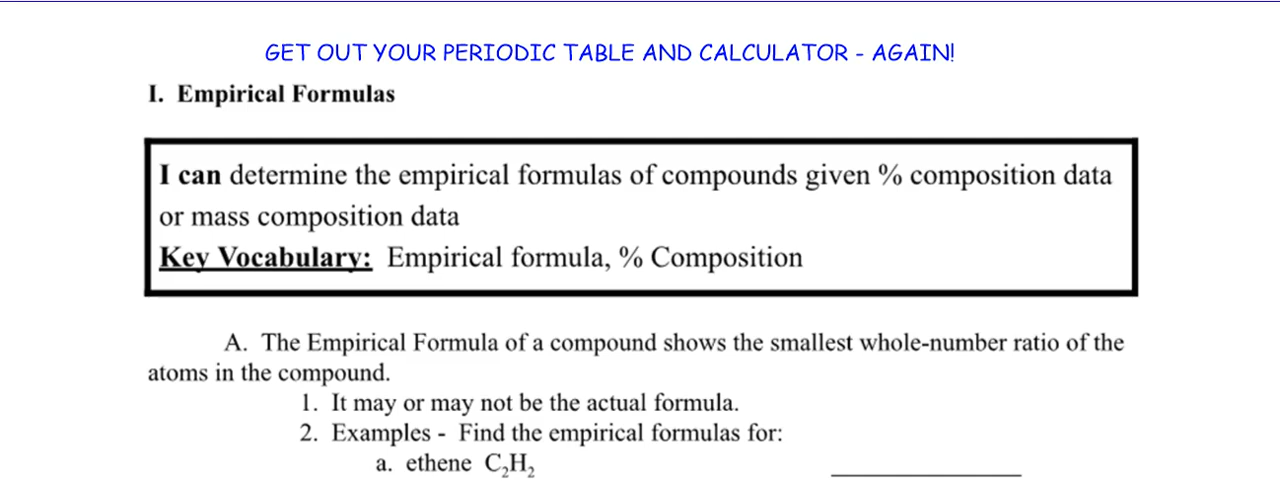 GET OUT YOUR PERIODIC TABLE AND CALCULATOR - AGAIN!
I. Empirical Formulas
I can determine the empirical formulas of compounds given % composition data
or mass composition data
Key Vocabulary: Empirical formula, % Composition
A. The Empirical Formula of a compound shows the smallest whole-number ratio of the
atoms in the compound.
1. It may or may not be the actual formula.
2. Examples - Find the empirical formulas for:
a. ethene C₂H₂ ________________